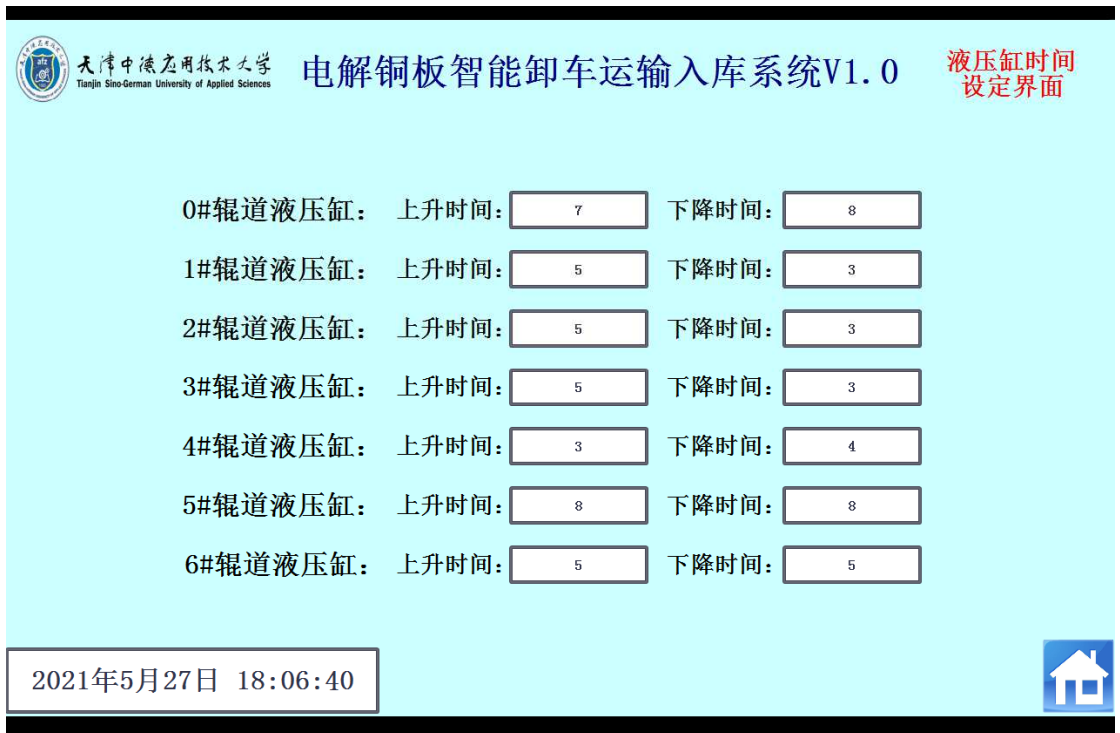 天津中德应用技术大学
Tianjin Sino-German University of Applied Sciences
电解铜板智能卸车运输入库系统V1.0
液压缸时间
设定界面
0#辊道液压缸: 上升时间: 7 下降时间: 8
1#辊道液压缸: 上升时间: 5 下降时间: 3
2#辊道液压缸: 上升时间: 5 下降时间: 3
3#辊道液压缸: 上升时间: 5 下降时间: 3
4#辊道液压缸: 上升时间: 3 下降时间: 4
5#辊道液压缸: 上升时间: 8 下降时间: 8
6#辊道液压缸: 上升时间: 5 下降时间: 5
2021年5月27日 18:06:40